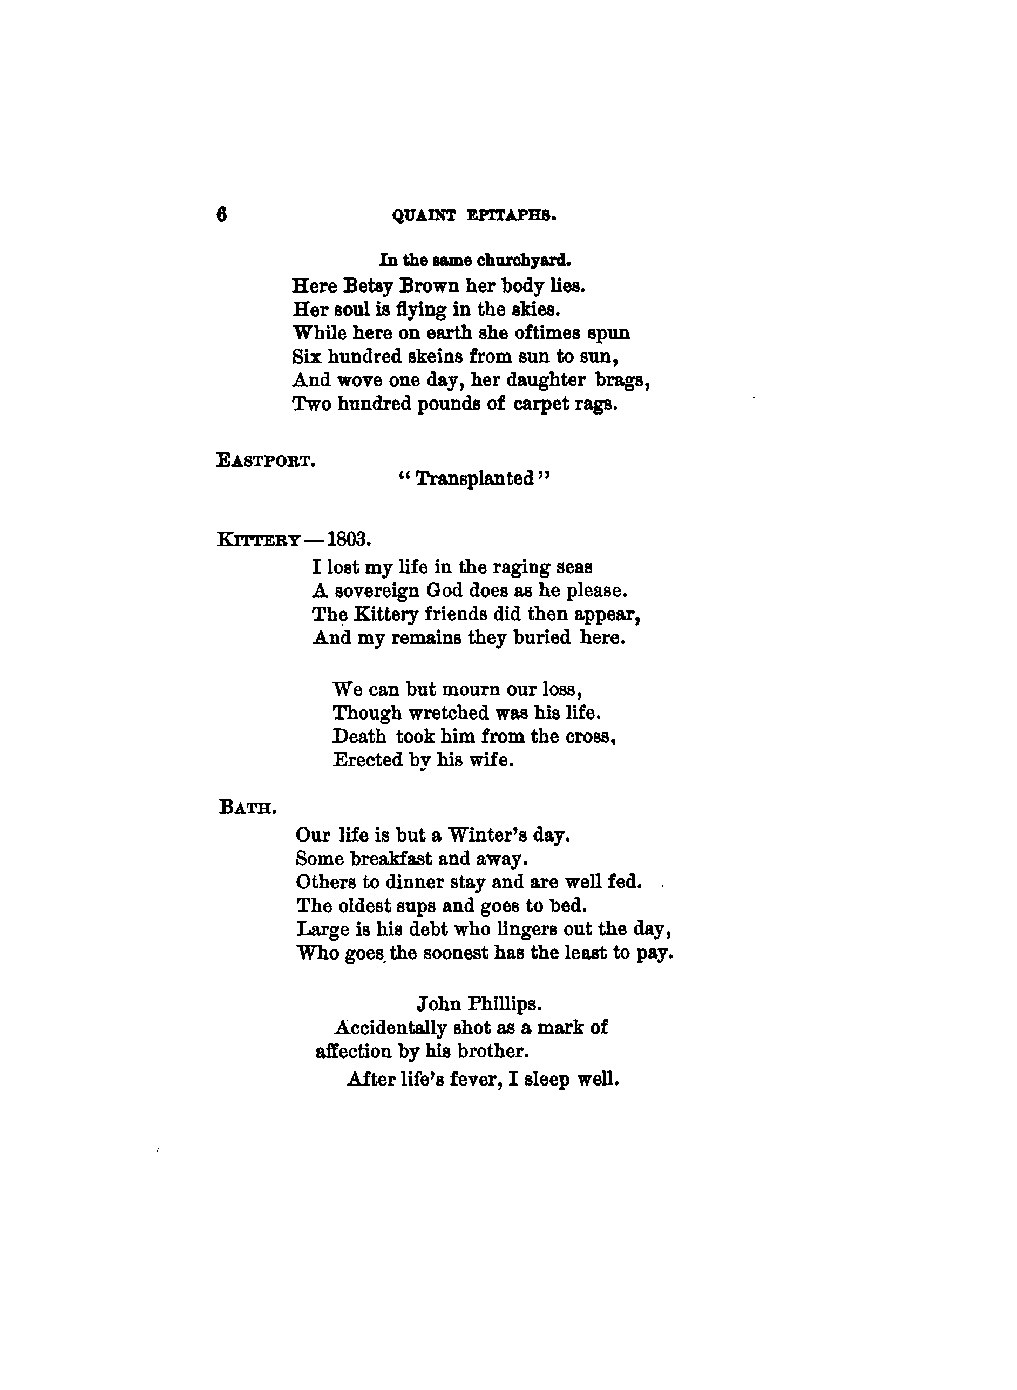 6 QUAINT EPITAPHS.
In the same churchyard.
Here Betsy Brown her body lies.
Her soul is flying in the skies.
While here on earth she oftimes spun
Six hundred skeins from sun to sun,
And wove one day, her daughter brags,
Two hundred pounds of carpet rags.
EASTPORT.
“Transplanted”
KITTERY—1803.
I lost my life in the raging seas
A sovereign God does as he please.
The Kittery friends did then appear,
And my remains they buried here.
We can but mourn our loss,
Though wretched was his life.
Death took him from the cross,
Erected by his wife.
BATH.
Our life is but a Winter’s day.
Some breakfast and away.
Others to dinner stay and are well fed.
The oldest sups and goes to bed.
Large is his debt who lingers out the day,
Who goes the soonest has the least to pay.
John Phillips.
Accidentally shot as a mark of
affection by his brother.
After life’s fever, I sleep well.